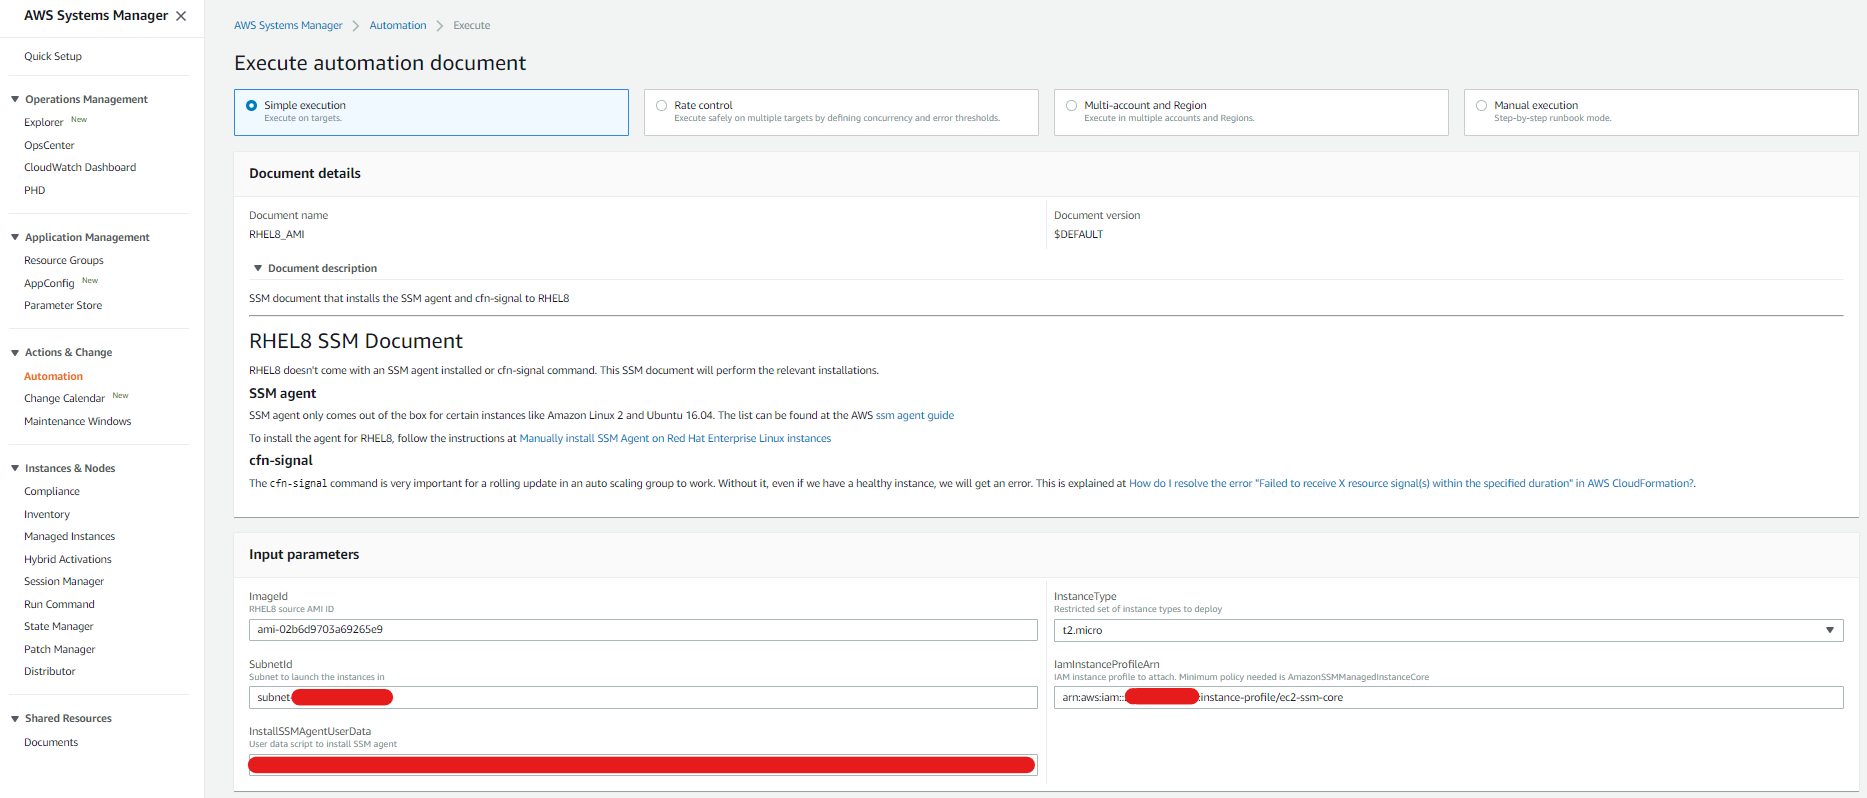 AWS Systems Manager
Quick Setup
Operations Management
Explorer New
OpsCenter
CloudWatch Dashboard
PHD
Application Management
Resource Groups
AppConfig New
Parameter Store
Actions & Change
Automation
Change Calendar New
Maintenance Windows
Instances & Nodes
Compliance
Inventory
Managed Instances
Hybrid Activations
Session Manager
Run Command
State Manager
Patch Manager
Distributor
Shared Resources
Documents
AWS Systems Manager > Automation > Execute
Execute automation document
Simple execution
Execute on targets.
Rate control
Execute safely on multiple targets by defining concurrency and error thresholds.
Multi-account and Region
Execute in multiple accounts and Regions.
Manual execution
Step-by-step runbook mode.
Document details
Document name
RHEL8_AMI
Document version
$DEFAULT
Document description
SSM document that installs the SSM agent and cfn-signal to RHEL8
RHEL8 SSM Document
RHEL8 doesn't come with an SSM agent installed or cfn-signal command. This SSM document will perform the relevant installations.
SSM agent
SSM agent only comes out of the box for certain instances like Amazon Linux 2 and Ubuntu 16.04. The list can be found at the AWS ssm agent guide
To install the agent for RHEL8, follow the instructions at Manually install SSM Agent on Red Hat Enterprise Linux instances
cfn-signal
The cfn-signal command is very important for a rolling update in an auto scaling group to work. Without it, even if we have a healthy instance, we will get an error. This is explained at How do I resolve the error "Failed to receive X resource signal(s) within the specified duration" in AWS CloudFormation?.
Input parameters
ImageId
RHEL8 source AMI ID
ami-02b6d9703a69265e9
InstanceType
Restricted set of instance types to deploy
t2.micro
SubnetId
Subnet to launch the instances in
subnet
IamInstanceProfileArn
IAM instance profile to attach. Minimum policy needed is AmazonSSMManagedInstanceCore
arn:aws:iam:: :instance-profile/ec2-ssm-core
InstallSSMAgentUserData
User data script to install SSM agent